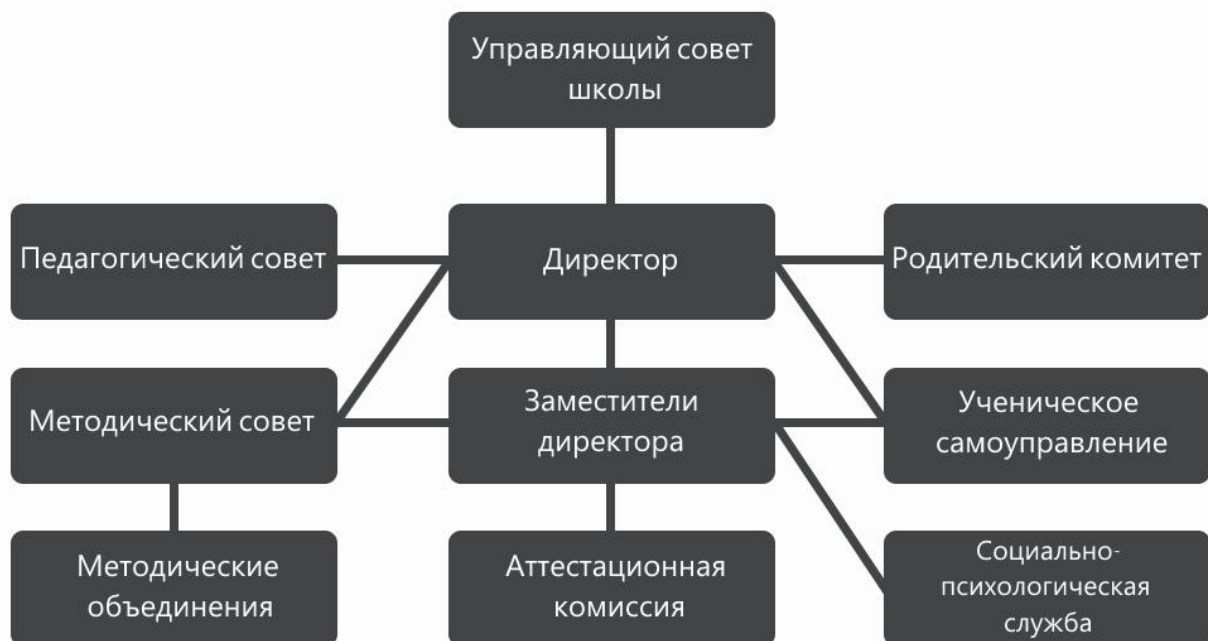 Управляющий совет
школы
Педагогический совет
Директор
Родительский комитет
Методический совет
Заместители
директора
Ученическое
самоуправление
Методические
объединения
Аттестационная
комиссия
Социально-
психологическая
служба